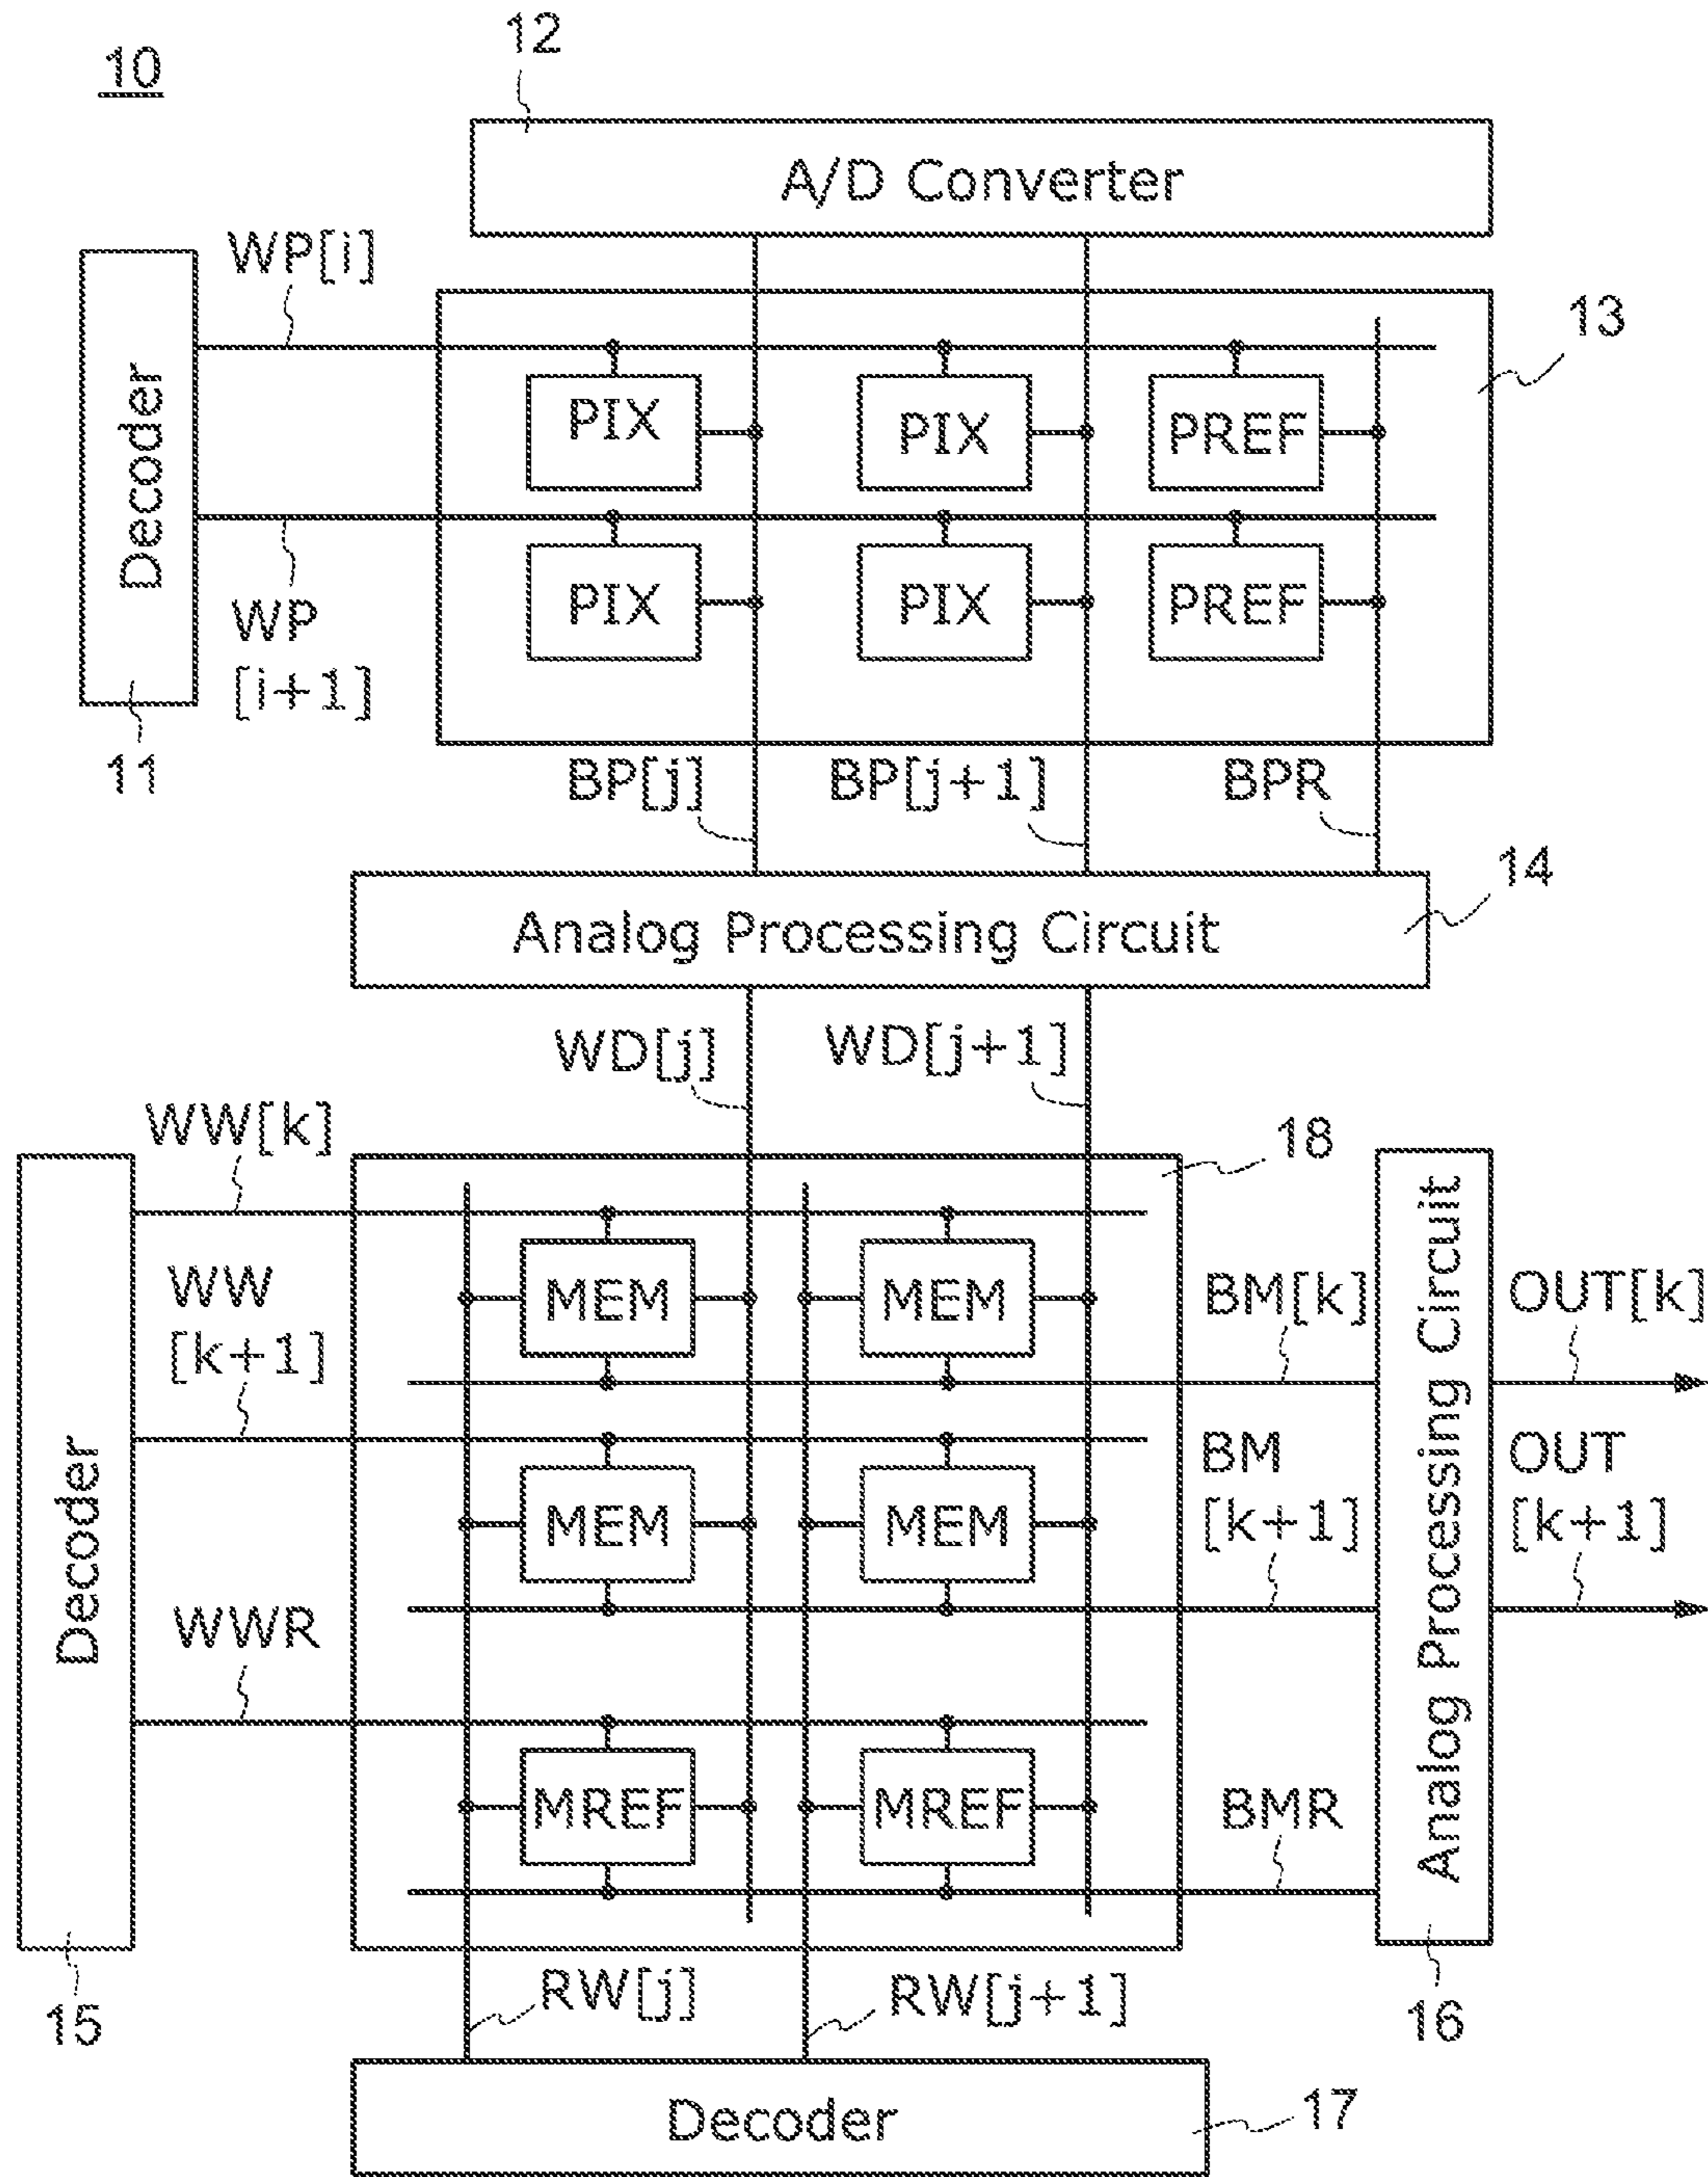 10
12
A/D Converter
WP[i]
13
Decoder
PIX
PIX
PREF
WP
[i+1]
PIX
PIX
PREF
11
BP[j]
BP[j+1]
BPR
14
Analog Processing Circuit
WD[j]
WD[j+1]
WW[k]
18
WW
[k+1]
MEM
MEM
BM[k]
OUT[k]
Decoder
Analog Processing Circuit
MEM
MEM
BM
[k+1]
OUT
[k+1]
WWR
MREF
MREF
BMR
15
RW[j]
RW[j+1]
16
Decoder
17